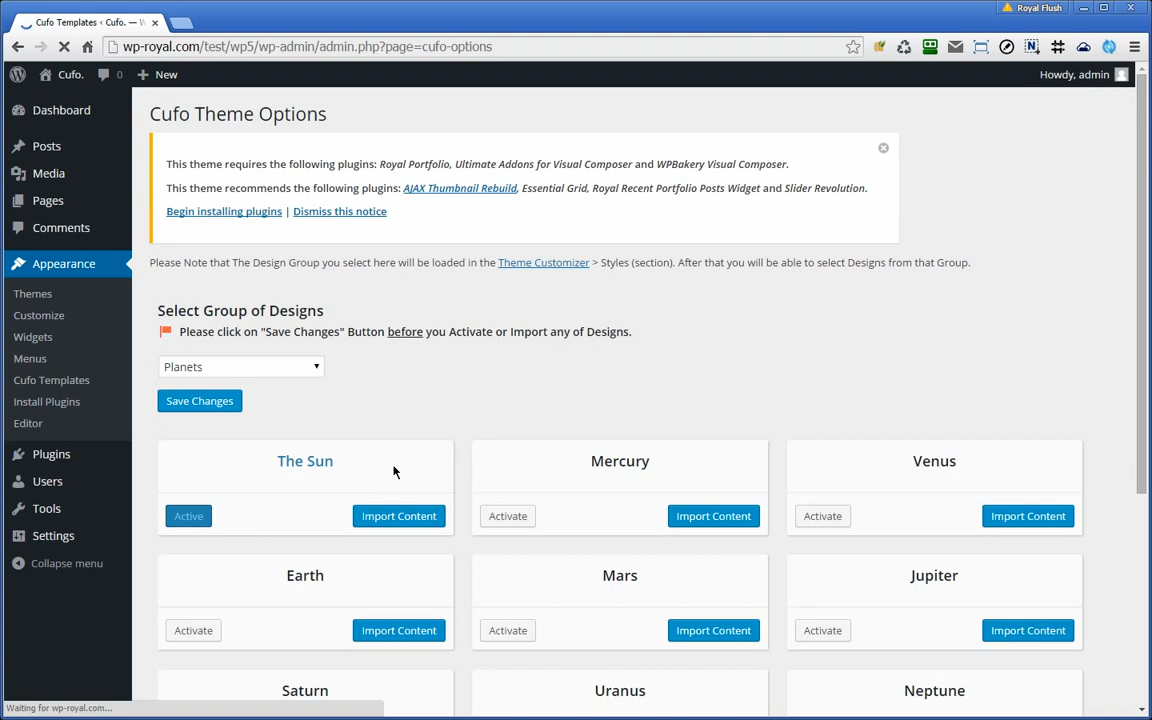 Royal Flush
Cufo Templates ‹ Cufo. — W
wp-royal.com/test/wp5/wp-admin/admin.php?page=cufo-options
Cufo.
0
New
Howdy, admin
Dashboard
Posts
Media
Pages
Comments
Appearance
Themes
Customize
Widgets
Menus
Cufo Templates
Install Plugins
Editor
Plugins
Users
Tools
Settings
Collapse menu
Cufo Theme Options
This theme requires the following plugins: Royal Portfolio, Ultimate Addons for Visual Composer and WPBakery Visual Composer.
This theme recommends the following plugins: AJAX Thumbnail Rebuild, Essential Grid, Royal Recent Portfolio Posts Widget and Slider Revolution.
Begin installing plugins | Dismiss this notice
Please Note that The Design Group you select here will be loaded in the Theme Customizer > Styles (section). After that you will be able to select Designs from that Group.
Select Group of Designs
Please click on "Save Changes" Button before you Activate or Import any of Designs.
Planets
Save Changes
The Sun
Active
Import Content
Mercury
Activate
Import Content
Venus
Activate
Import Content
Earth
Activate
Import Content
Mars
Activate
Import Content
Jupiter
Activate
Import Content
Saturn
Uranus
Neptune
Waiting for wp-royal.com...